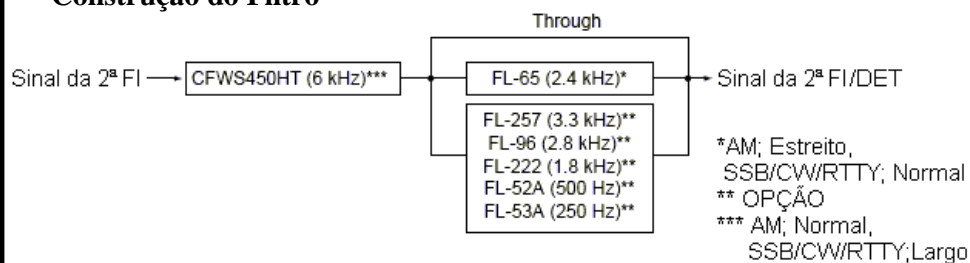 Construção do Filtro
Through
Sinal da 2ª FI
CFWS450HT (6 kHz)***
FL-65 (2.4 kHz)*
Sinal da 2ª FI/DET
FL-257 (3.3 kHz)**
FL-96 (2.8 kHz)**
FL-222 (1.8 kHz)**
FL-52A (500 Hz)**
FL-53A (250 Hz)**
*AM; Estreito,
SSB/CW/RTTY; Normal
** OPÇÃO
*** AM; Normal,
SSB/CW/RTTY;Largo